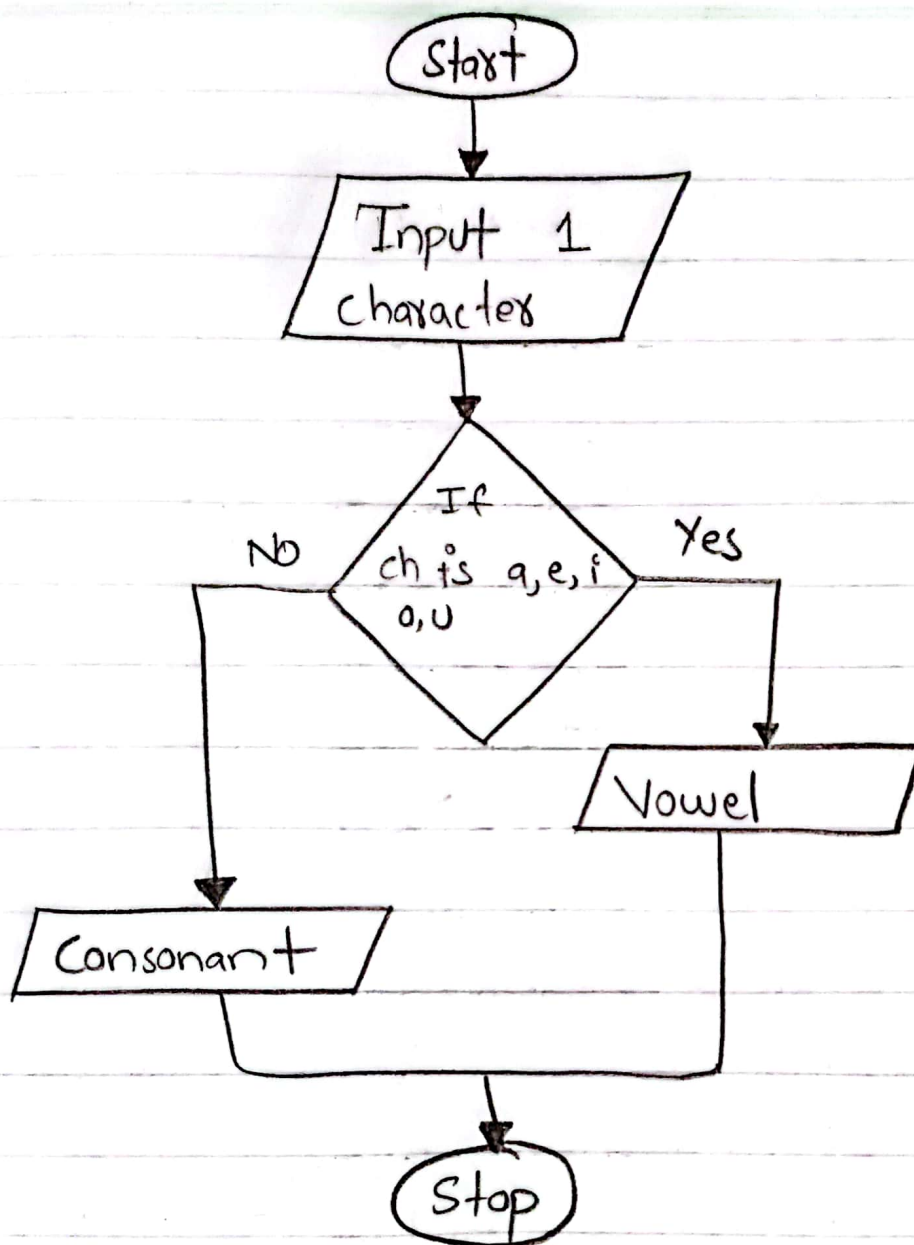 Start
Input 1
character
If
No
Yes
ch is a, e, i
o, u
Vowel
Consonant
Stop